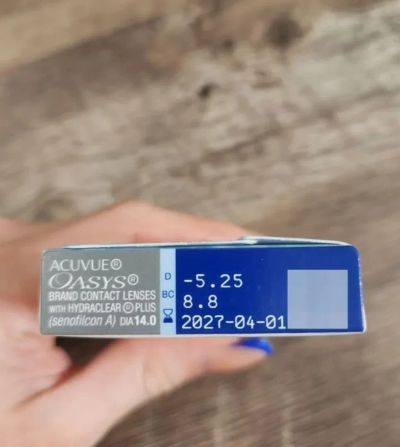 ACUVUE®
OASYS®
BRAND CONTACT LENSES
WITH HYDRACLEAR® PLUS
(senofilcon A) DIA 14.0
D -5.25
BC 8.8
2027-04-01